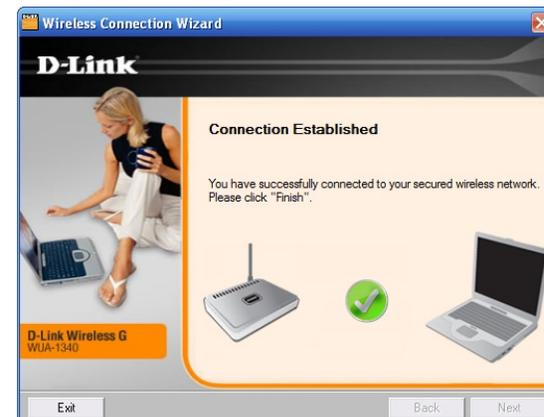 Wireless Connection Wizard
D-Link
Connection Established
You have successfully connected to your secured wireless network.
Please click "Finish".
D-Link Wireless G
WUA-1340
Exit
Back
Next